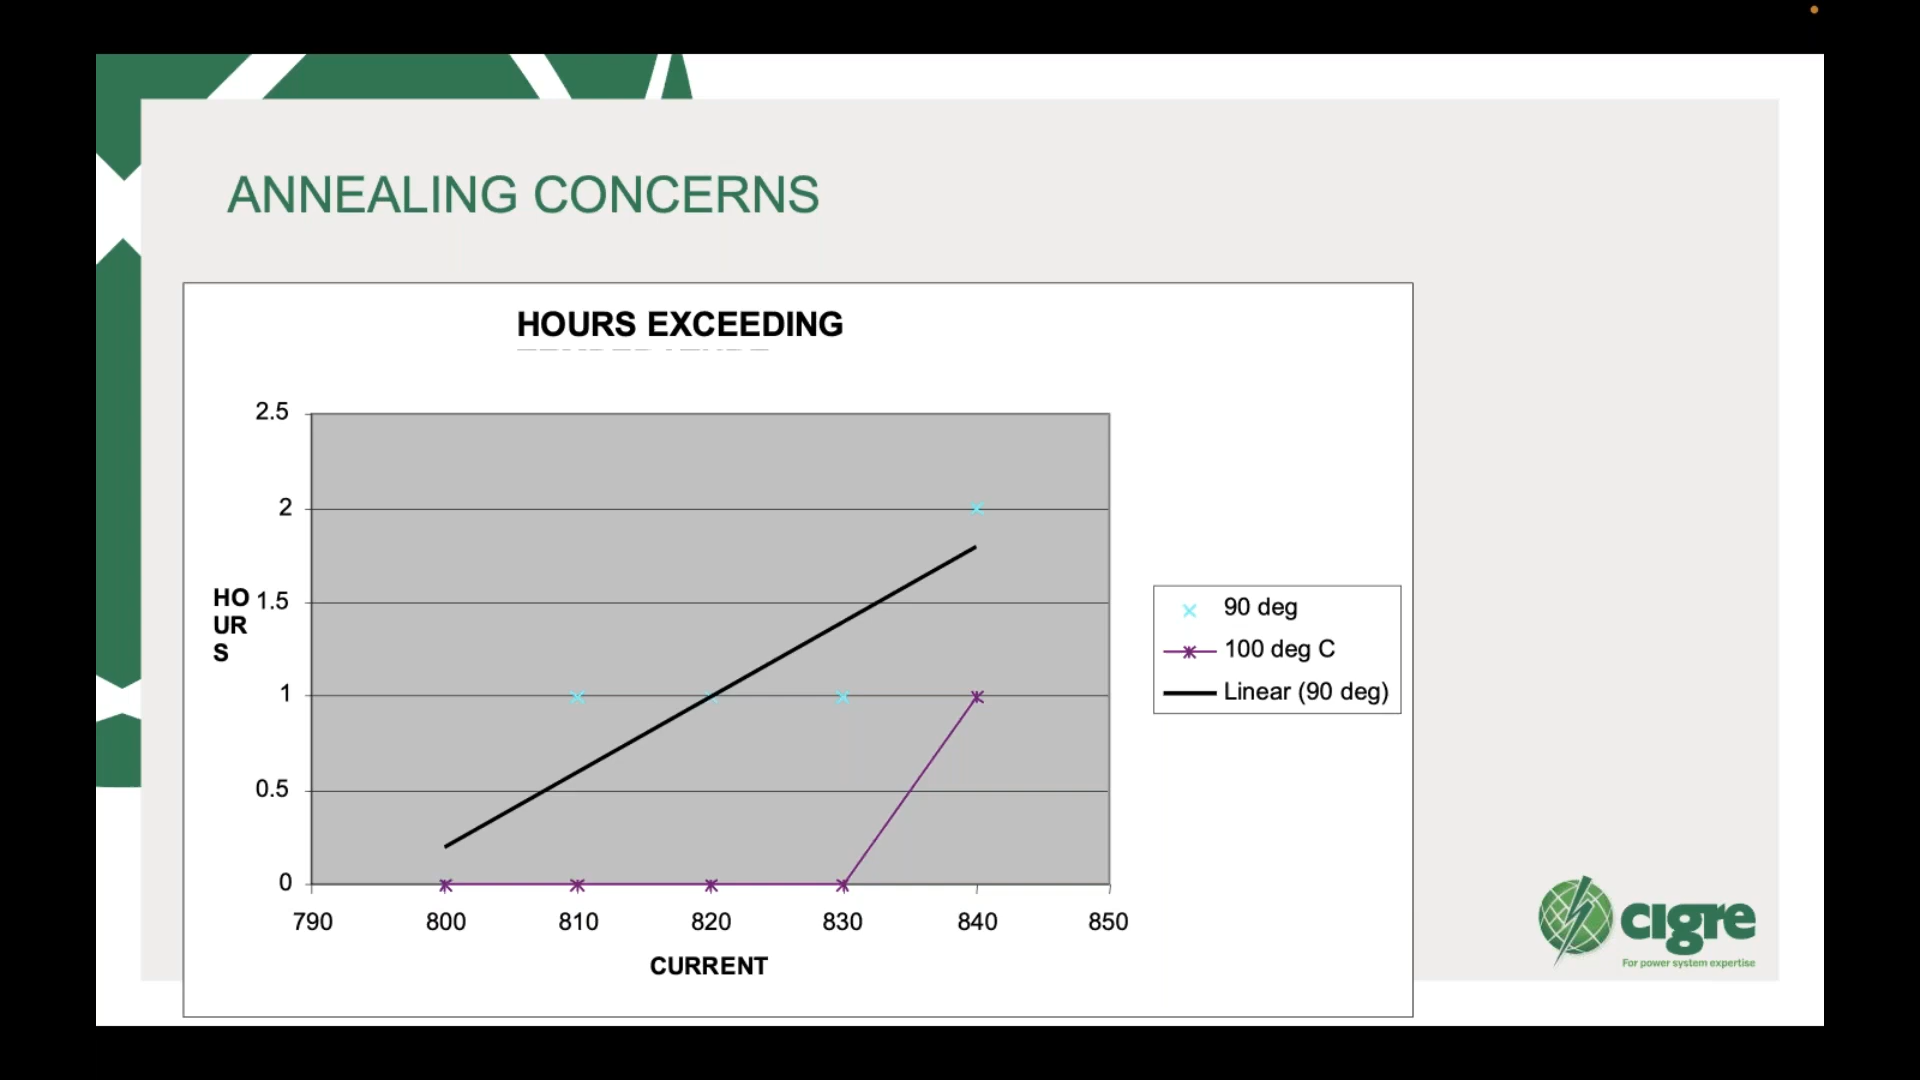 ANNEALING CONCERNS
HOURS EXCEEDING
2.5
2
1.5
1
0.5
0
HO
UR
S
790 800 810 820 830 840 850
CURRENT
90 deg
100 deg C
Linear (90 deg)
cigre
For power system expertise